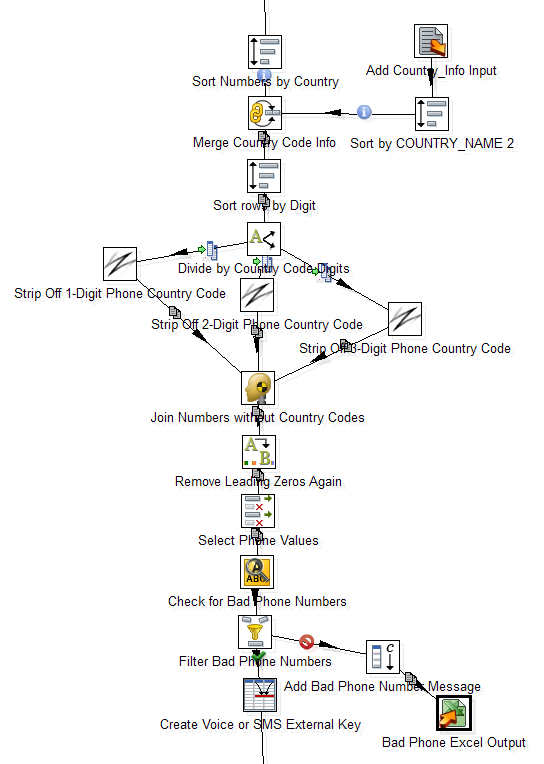 Sort Numbers by Country
Add Country_Info Input
Merge Country Code Info
Sort by COUNTRY_NAME 2
Sort rows by Digit
Divide by Country Code Digits
Strip Off 1-Digit Phone Country Code
Strip Off 2-Digit Phone Country Code
Strip Off 3-Digit Phone Country Code
Join Numbers without Country Codes
Remove Leading Zeros Again
Select Phone Values
Check for Bad Phone Numbers
Filter Bad Phone Numbers
Add Bad Phone Number Message
Create Voice or SMS External Key
Bad Phone Excel Output